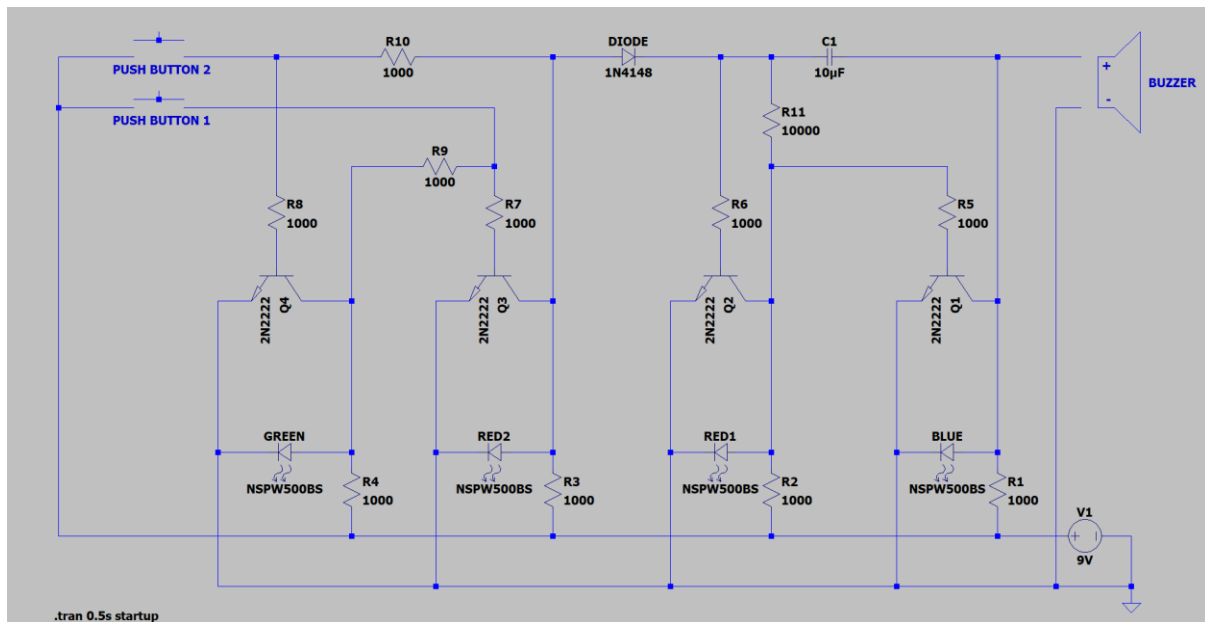 R10
1000
DIODE
1N4148
C1
10µF
PUSH BUTTON 2
+
-
BUZZER
PUSH BUTTON 1
R11
10000
R9
1000
R8
1000
R7
1000
R6
1000
R5
1000
2N2222
Q4
2N2222
Q3
2N2222
Q2
2N2222
Q1
GREEN
NSPW500BS
R4
1000
RED2
NSPW500BS
R3
1000
RED1
NSPW500BS
R2
1000
BLUE
NSPW500BS
R1
1000
V1
+
-
9V
.tran 0.5s startup